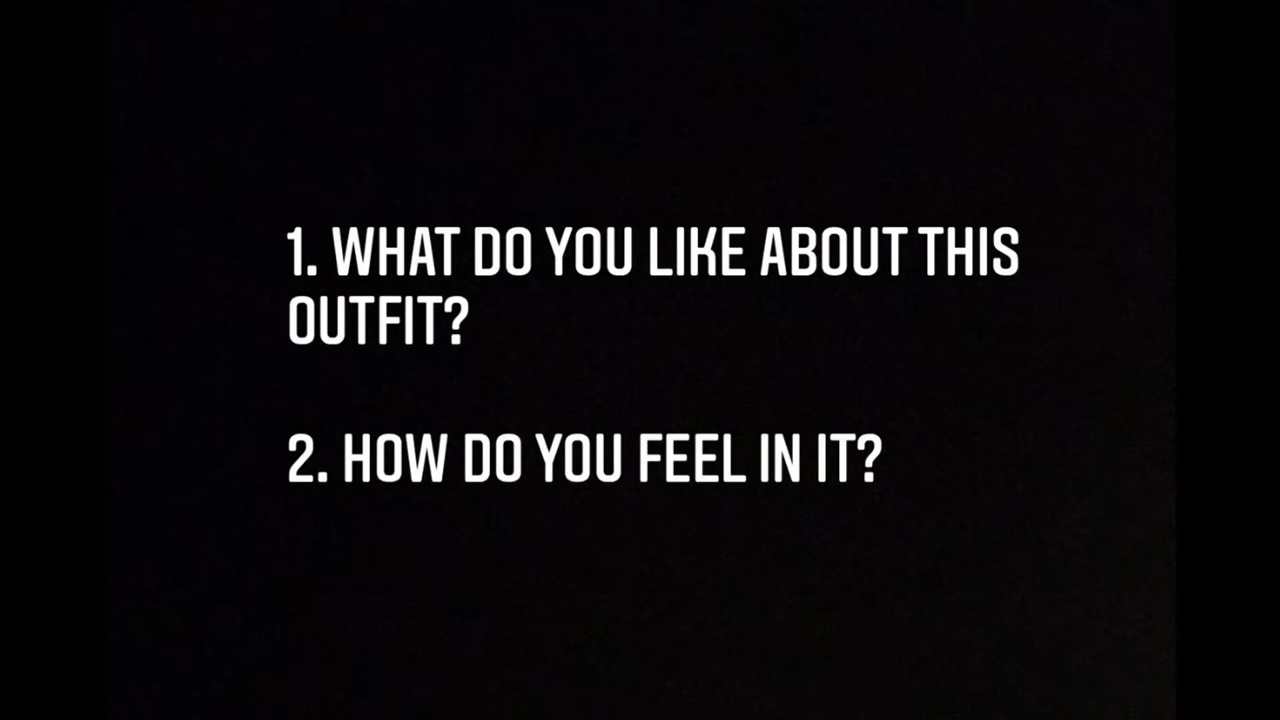 1. WHAT DO YOU LIKE ABOUT THIS
OUTFIT?
2. HOW DO YOU FEEL IN IT?